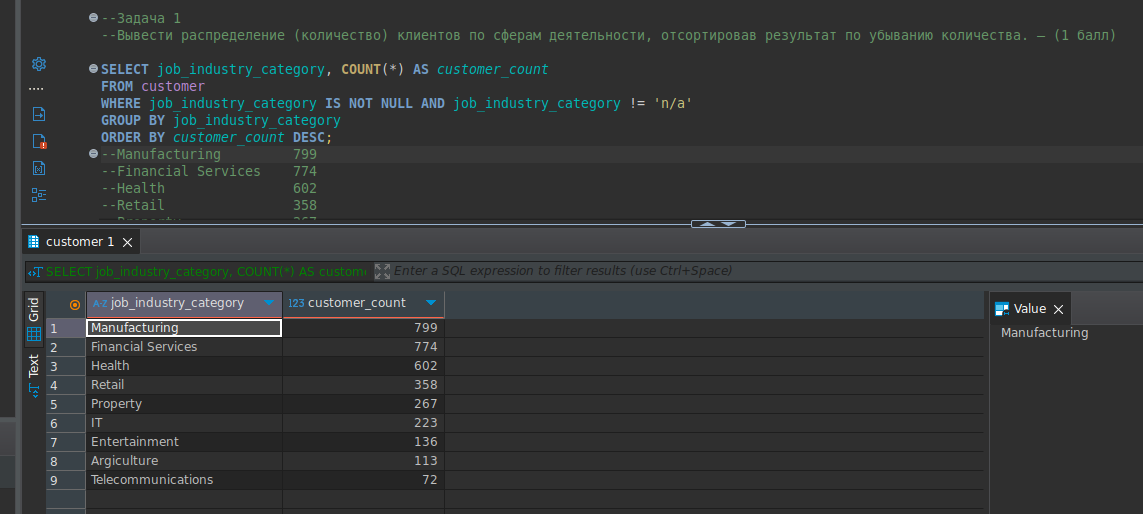 --Задача 1
--Вывести распределение (количество) клиентов по сферам деятельности, отсортировав результат по убыванию количества. — (1 балл)
SELECT job_industry_category, COUNT(*) AS customer_count
FROM customer
WHERE job_industry_category IS NOT NULL AND job_industry_category != 'n/a'
GROUP BY job_industry_category
ORDER BY customer_count DESC;
--Manufacturing 799
--Financial Services 774
--Health 602
--Retail 358
--Property 267
customer 1
SELECT job_industry_category, COUNT(*) AS custome
Enter a SQL expression to filter results (use Ctrl+Space)
Grid
Text
A-Z job_industry_category 123 customer_count
1 Manufacturing 799
2 Financial Services 774
3 Health 602
4 Retail 358
5 Property 267
6 IT 223
7 Entertainment 136
8 Argiculture 113
9 Telecommunications 72
Value
Manufacturing